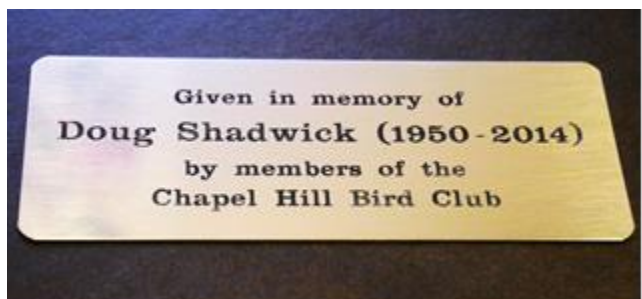 Given in memory of
Doug Shadwick (1950-2014)
by members of the
Chapel Hill Bird Club